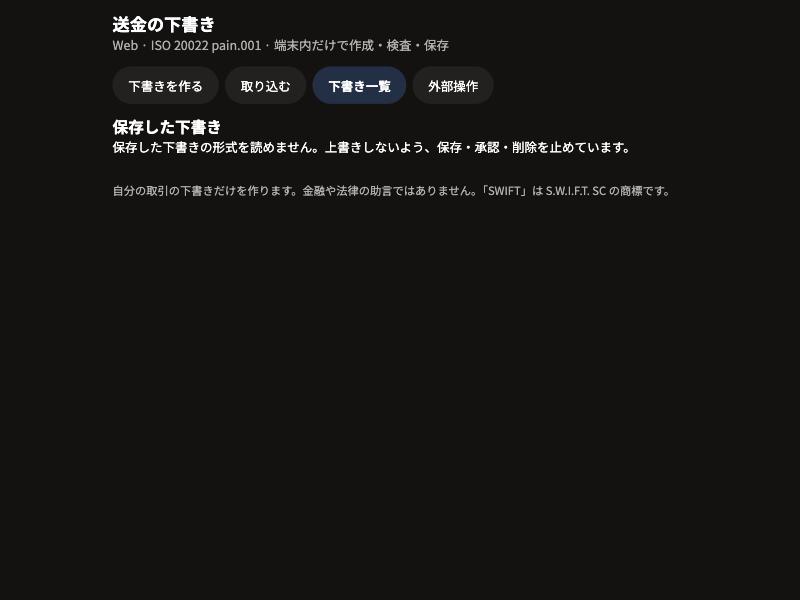 送金の下書き
Web · ISO 20022 pain.001 · 端末内だけで作成・検査・保存
下書きを作る 取り込む 下書き一覧 外部操作
保存した下書き
保存した下書きの形式を読めません。上書きしないよう、保存・承認・削除を止めています。
自分の取引の下書きだけを作ります。金融や法律の助言ではありません。「SWIFT」は S.W.I.F.T. SC の商標です。